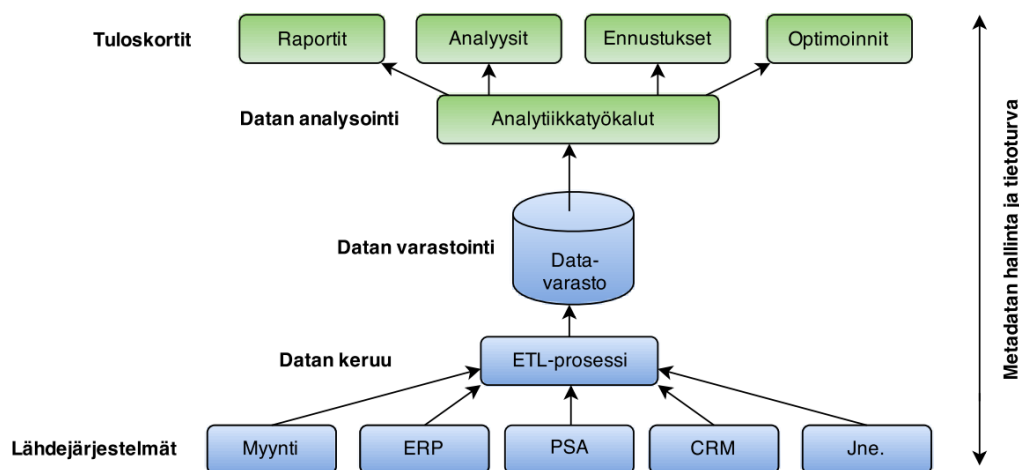 Tuloskortit
Raportit
Analyysit
Ennustukset
Optimoinnit
Datan analysointi
Analytiikkatyökalut
Datan varastointi
Data-
varasto
Datan keruu
ETL-prosessi
Lähdejärjestelmät
Myynti
ERP
PSA
CRM
Jne.
Metadatan hallinta ja tietoturva